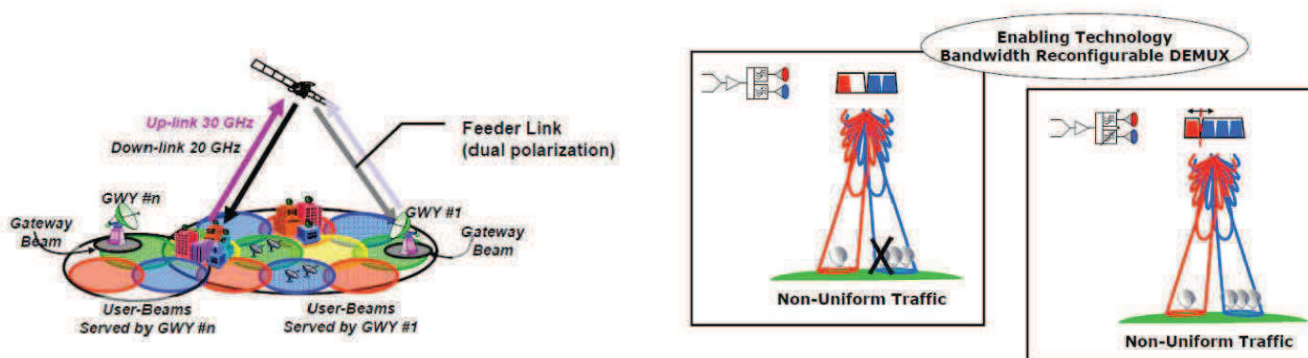 Up-link 30 GHz
Down-link 20 GHz
Feeder Link
(dual polarization)
GWY #n
GWY #1
Gateway
Beam
Gateway
Beam
User-Beams
Served by GWY #n
User-Beams
Served by GWY #1
Enabling Technology
Bandwidth Reconfigurable DEMUX
Non-Uniform Traffic
Non-Uniform Traffic